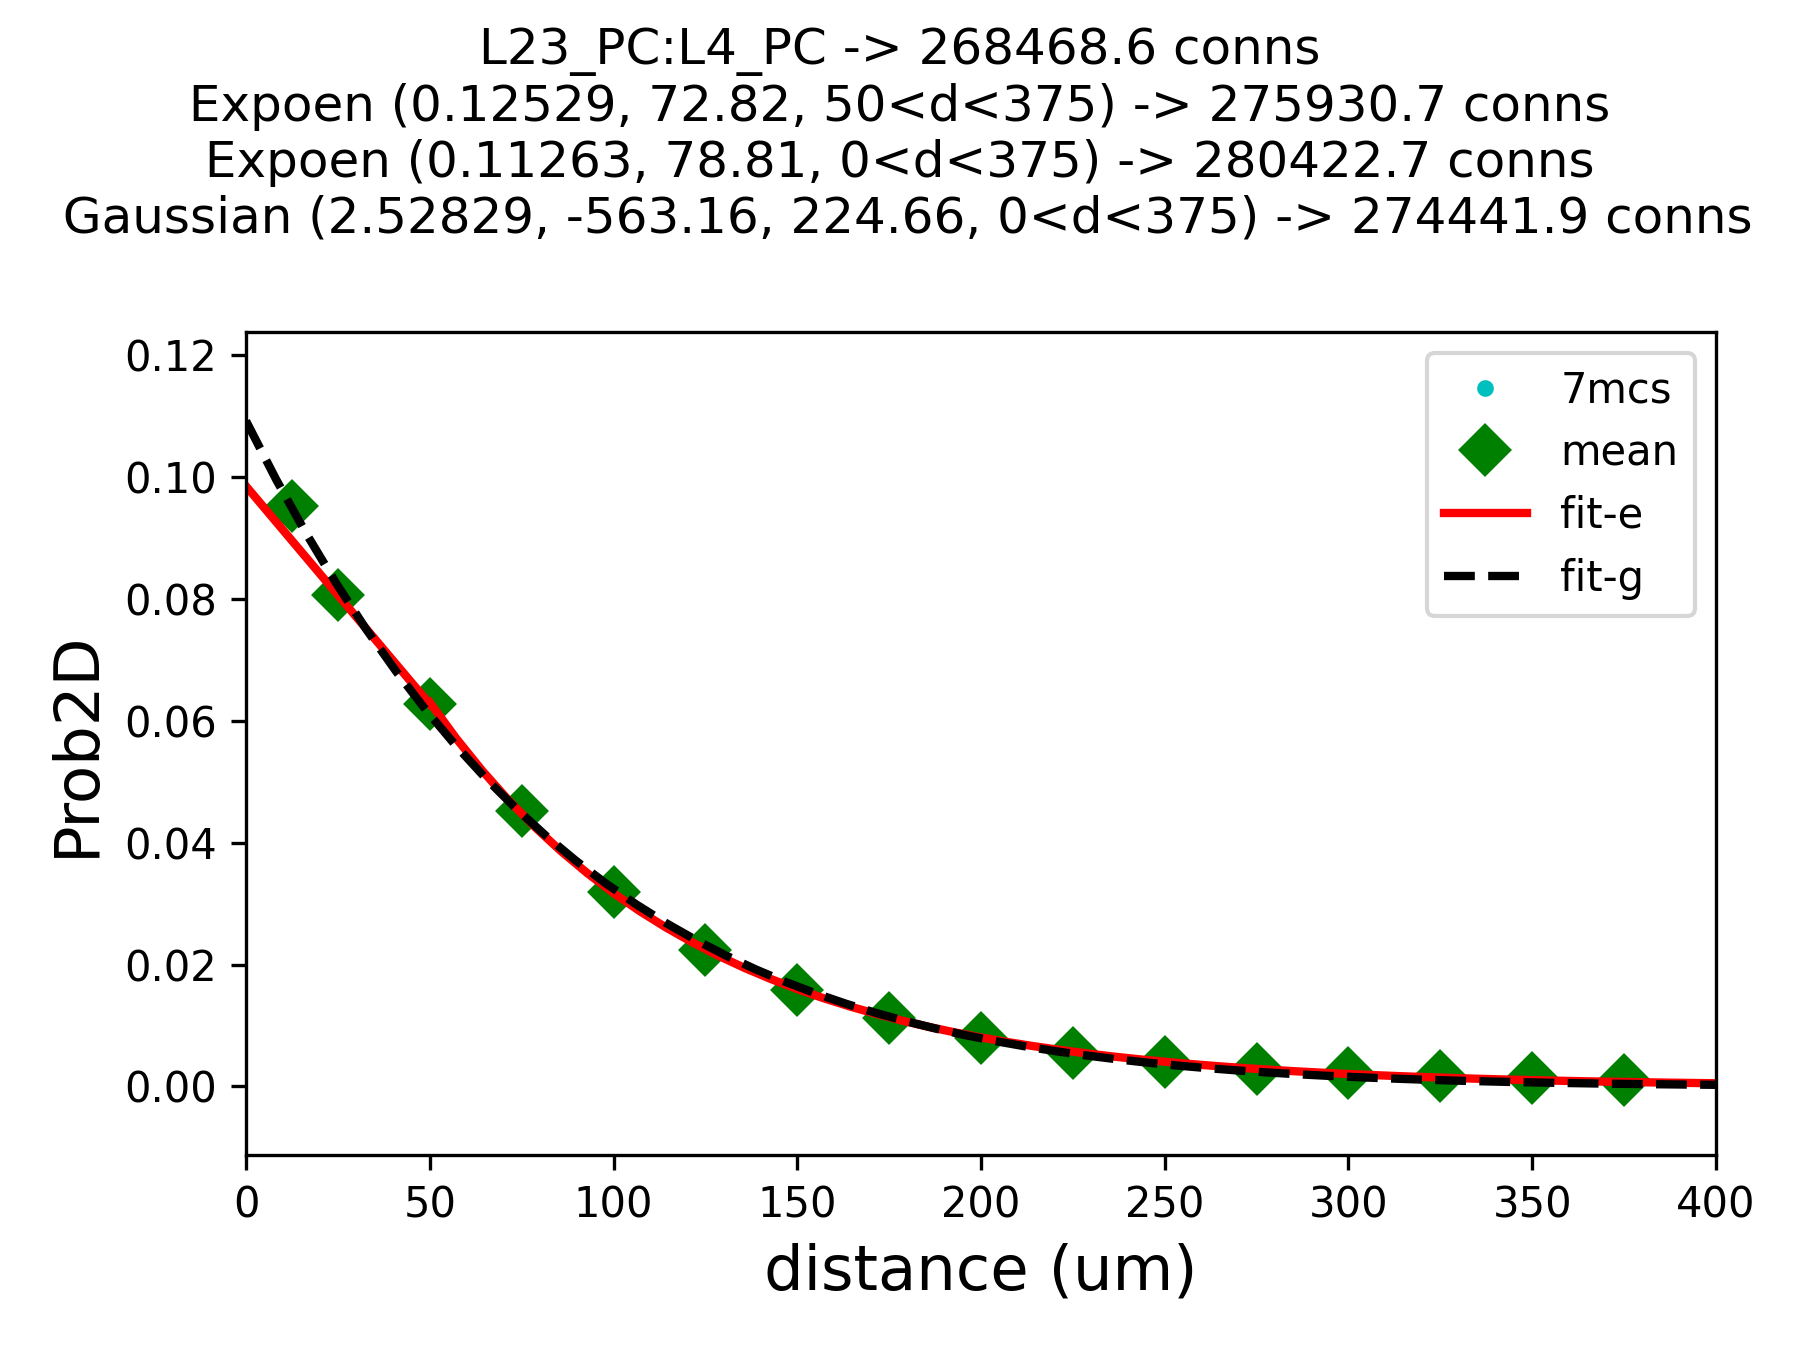 L23_PC:L4_PC -> 268468.6 conns
Expoen (0.12529, 72.82, 50<d<375) -> 275930.7 conns
Expoen (0.11263, 78.81, 0<d<375) -> 280422.7 conns
Gaussian (2.52829, -563.16, 224.66, 0<d<375) -> 274441.9 conns
7mcs
mean
fit-e
fit-g
Prob2D
0.12
0.10
0.08
0.06
0.04
0.02
0.00
0 50 100 150 200 250 300 350 400
distance (um)